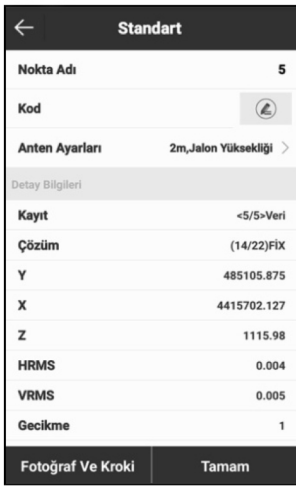 Standart
Nokta Adı 5
Kod
Anten Ayarları 2m,Jalon Yüksekliği
Detay Bilgileri
Kayıt <5/5>Veri
Çözüm (14/22)FİX
Y 485105.875
X 4415702.127
Z 1115.98
HRMS 0.004
VRMS 0.005
Gecikme 1
Fotoğraf Ve Kroki Tamam